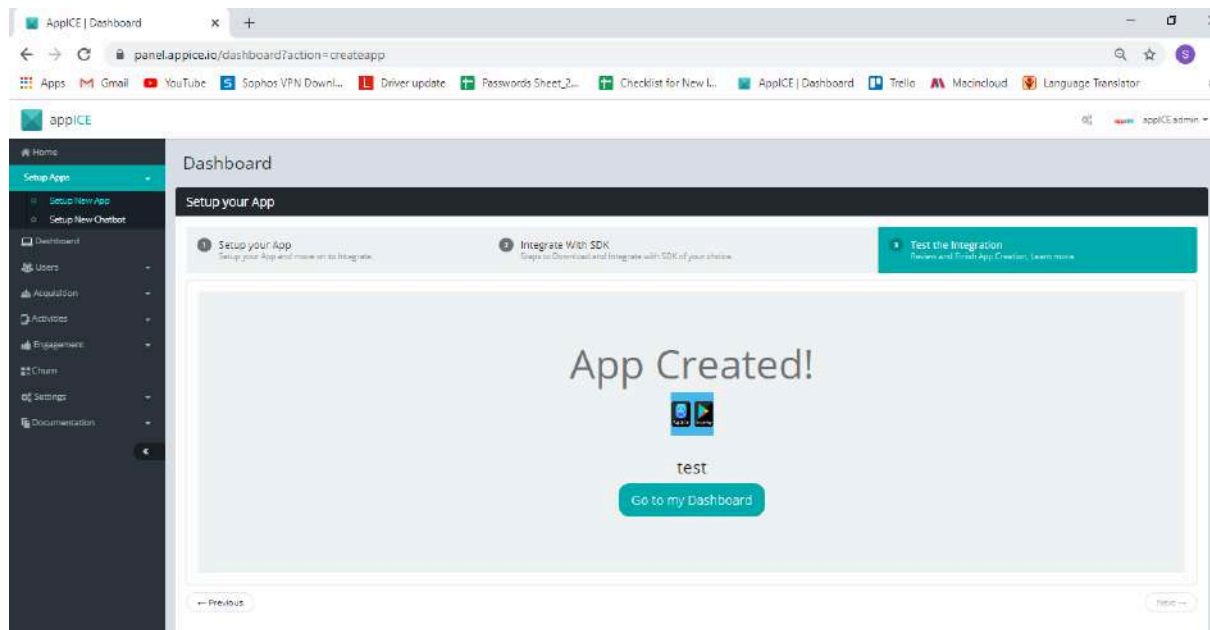 AppICE | Dashboard
panel.appice.io/dashboard?action=createapp
S
Apps Gmail YouTube Sophos VPN Downl... Driver update Passwords Sheet_2... Checklist for New L... AppICE | Dashboard Trello Macincloud Language Translator
appICE
appICE admin
Home
Setup Apps
Setup New App
Setup New Chatbot
Dashboard
Users
Acquisition
Activities
Engagement
Churn
Settings
Documentation
Dashboard
Setup your App
1 Setup your App
Setup your App and move on to Integrate
2 Integrate With SDK
Steps to Download and Integrate with SDK of your choice
3 Test the Integration
Review and Finish App Creation, Learn more
App Created!
test
Go to my Dashboard
← Previous
Next →